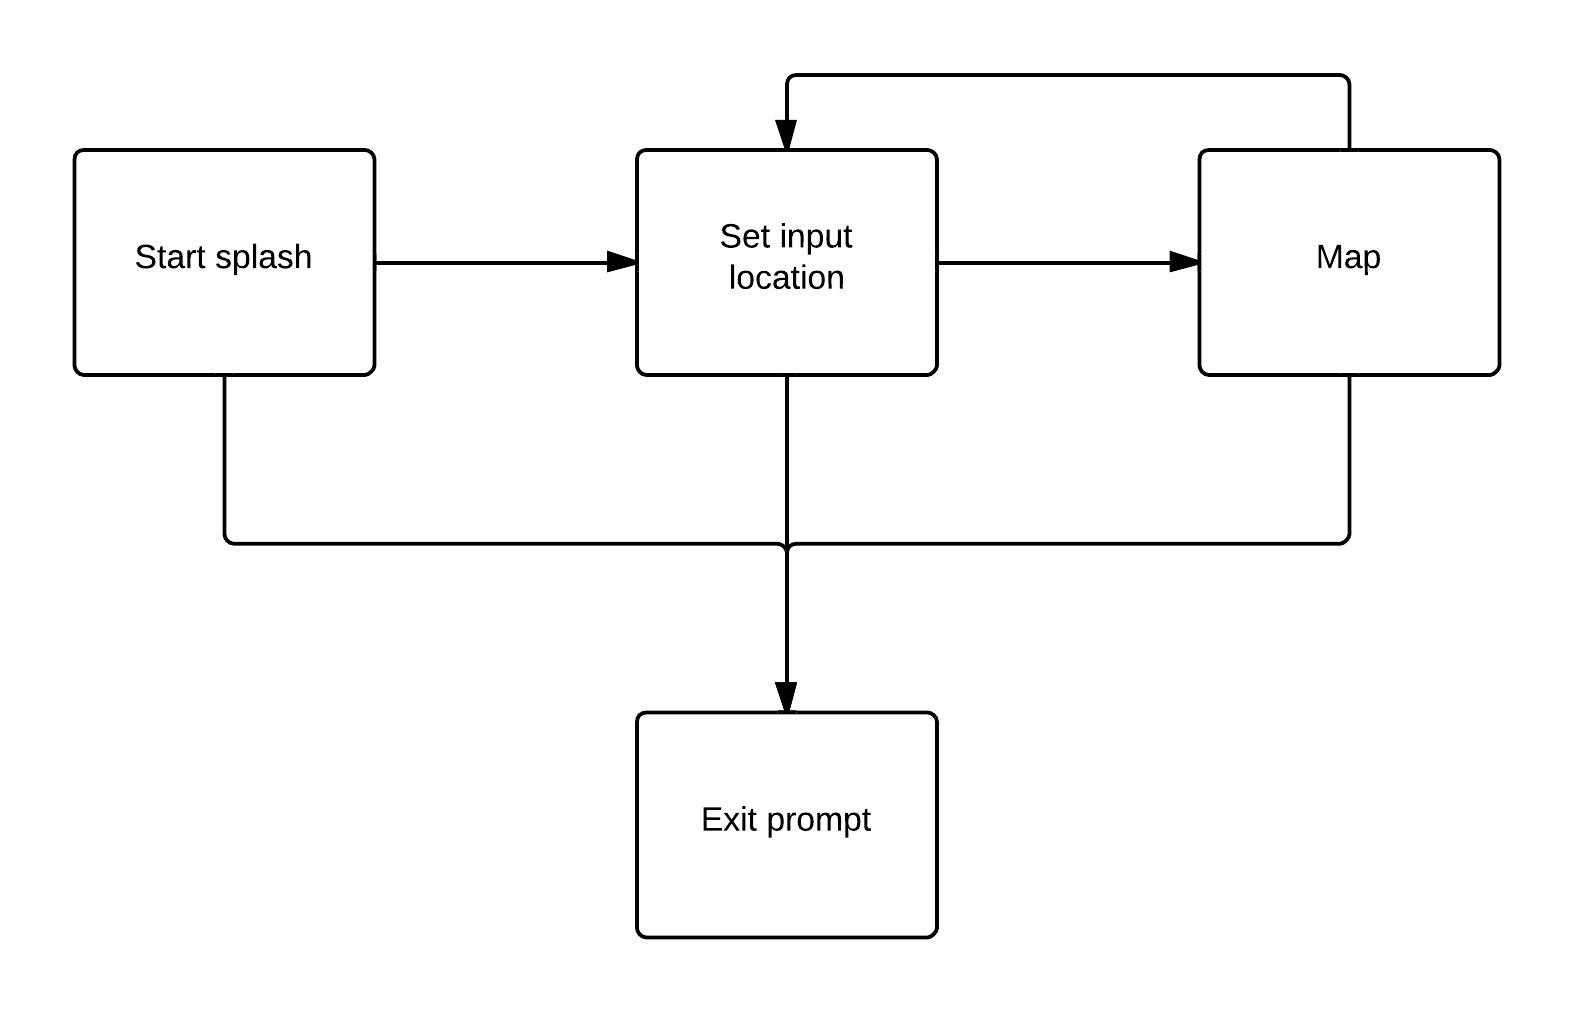 Start splash
Set input
location
Map
Exit prompt